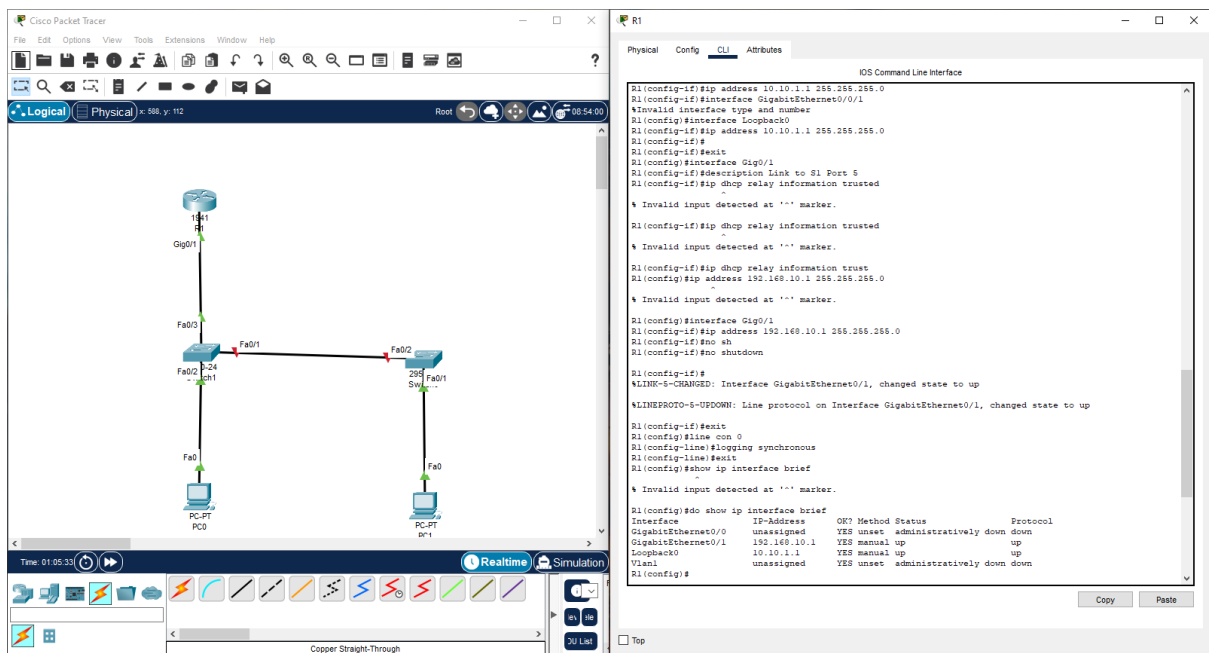 Cisco Packet Tracer
File Edit Options View Tools Extensions Window Help
?
Logical Physical x: 588, y: 112 Root 08:54:00
1941
R1
Gig0/1
Fa0/3
Fa0/1
Fa0/2
Fa0/2
Fa0/1
Fa0
Fa0
PC-PT
PC0
PC-PT
PC1
Time: 01:05:33 Realtime Simulation
Copper Straight-Through
R1
Physical Config CLI Attributes
IOS Command Line Interface
R1(config-if)#ip address 10.10.1.1 255.255.255.0
R1(config-if)#interface GigabitEthernet0/0/1
%Invalid interface type and number
R1(config)#interface Loopback0
R1(config-if)#ip address 10.10.1.1 255.255.255.0
R1(config-if)#
R1(config-if)#exit
R1(config)#interface Gig0/1
R1(config-if)#description Link to S1 Port 5
R1(config-if)#ip dhcp relay information trusted
^
% Invalid input detected at '^' marker.
R1(config-if)#ip dhcp relay information trusted
^
% Invalid input detected at '^' marker.
R1(config-if)#ip dhcp relay information trust
R1(config)#ip address 192.168.10.1 255.255.255.0
^
% Invalid input detected at '^' marker.
R1(config)#interface Gig0/1
R1(config-if)#ip address 192.168.10.1 255.255.255.0
R1(config-if)#no sh
R1(config-if)#no shutdown
R1(config-if)#
%LINK-5-CHANGED: Interface GigabitEthernet0/1, changed state to up
%LINEPROTO-5-UPDOWN: Line protocol on Interface GigabitEthernet0/1, changed state to up
R1(config-if)#exit
R1(config)#line con 0
R1(config-line)#logging synchronous
R1(config-line)#exit
R1(config)#show ip interface brief
^
% Invalid input detected at '^' marker.
R1(config)#do show ip interface brief
Interface IP-Address OK? Method Status Protocol
GigabitEthernet0/0 unassigned YES unset administratively down down
GigabitEthernet0/1 192.168.10.1 YES manual up up
Loopback0 10.10.1.1 YES manual up up
Vlan1 unassigned YES unset administratively down down
R1(config)#
Copy Paste
Top